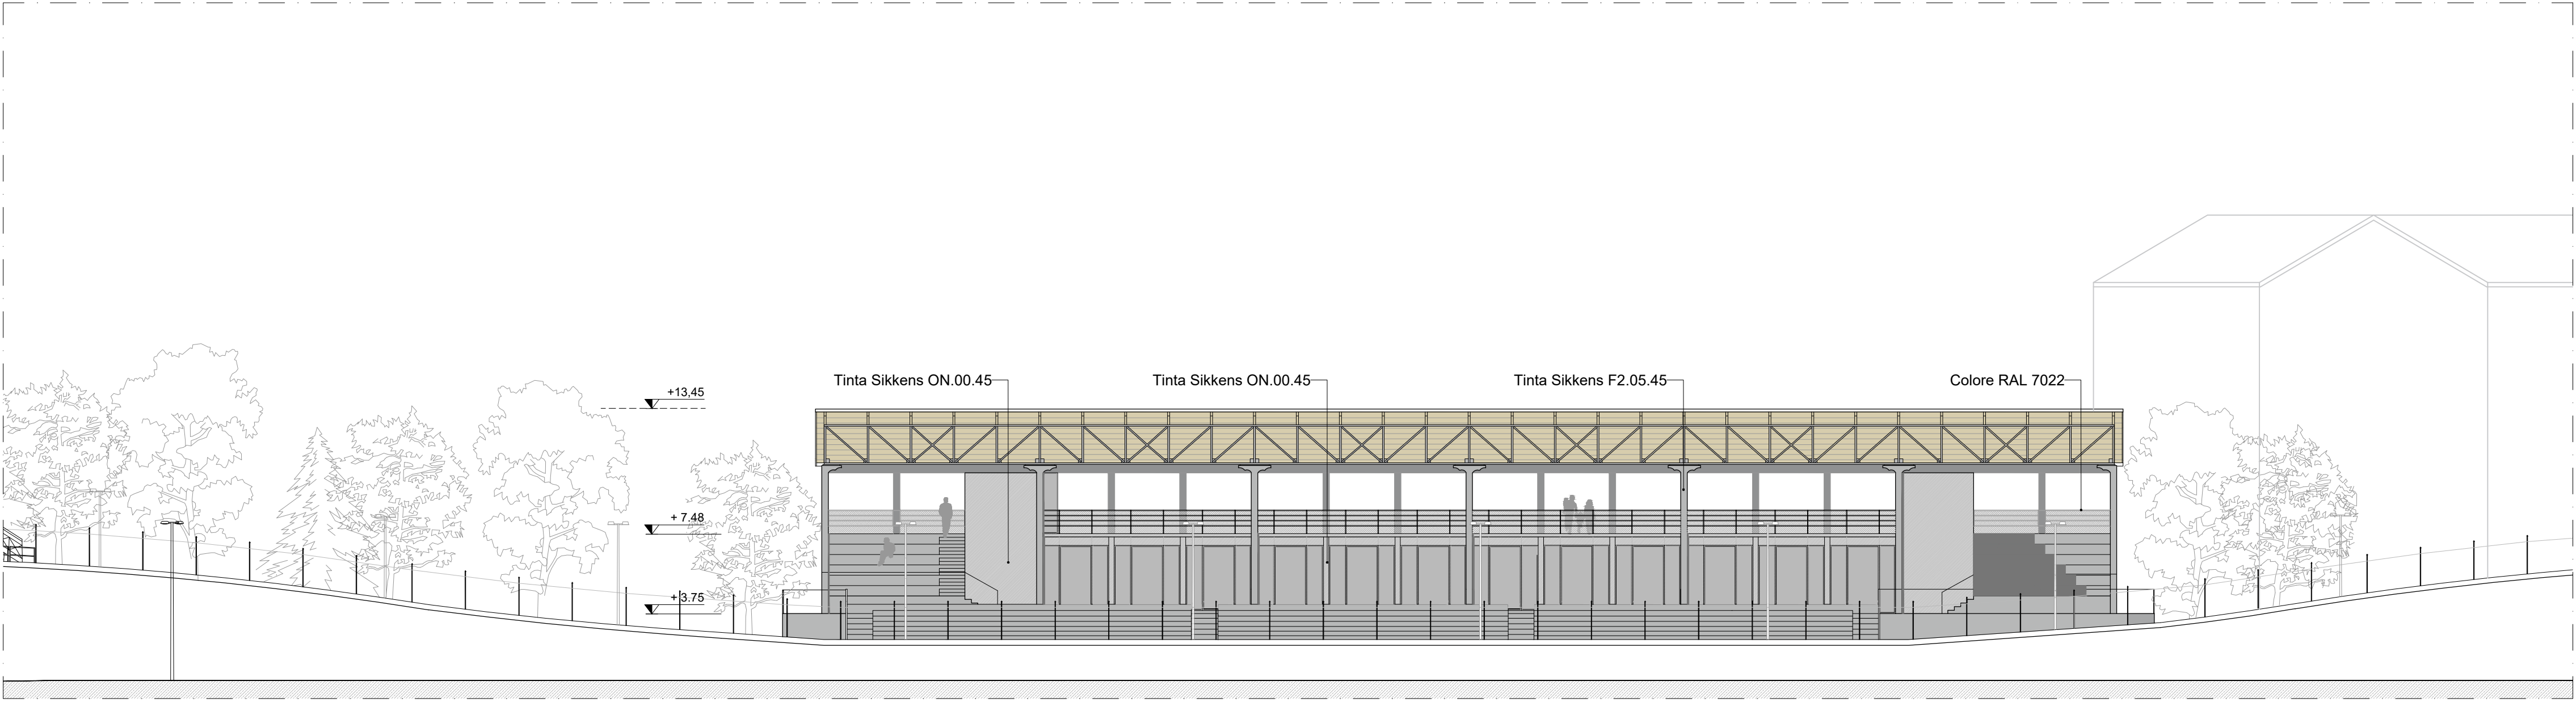 Tinta Sikkens ON.00.45
Tinta Sikkens ON.00.45
Tinta Sikkens F2.05.45
Colore RAL 7022
+13,45
+ 7.48
+ 3.75